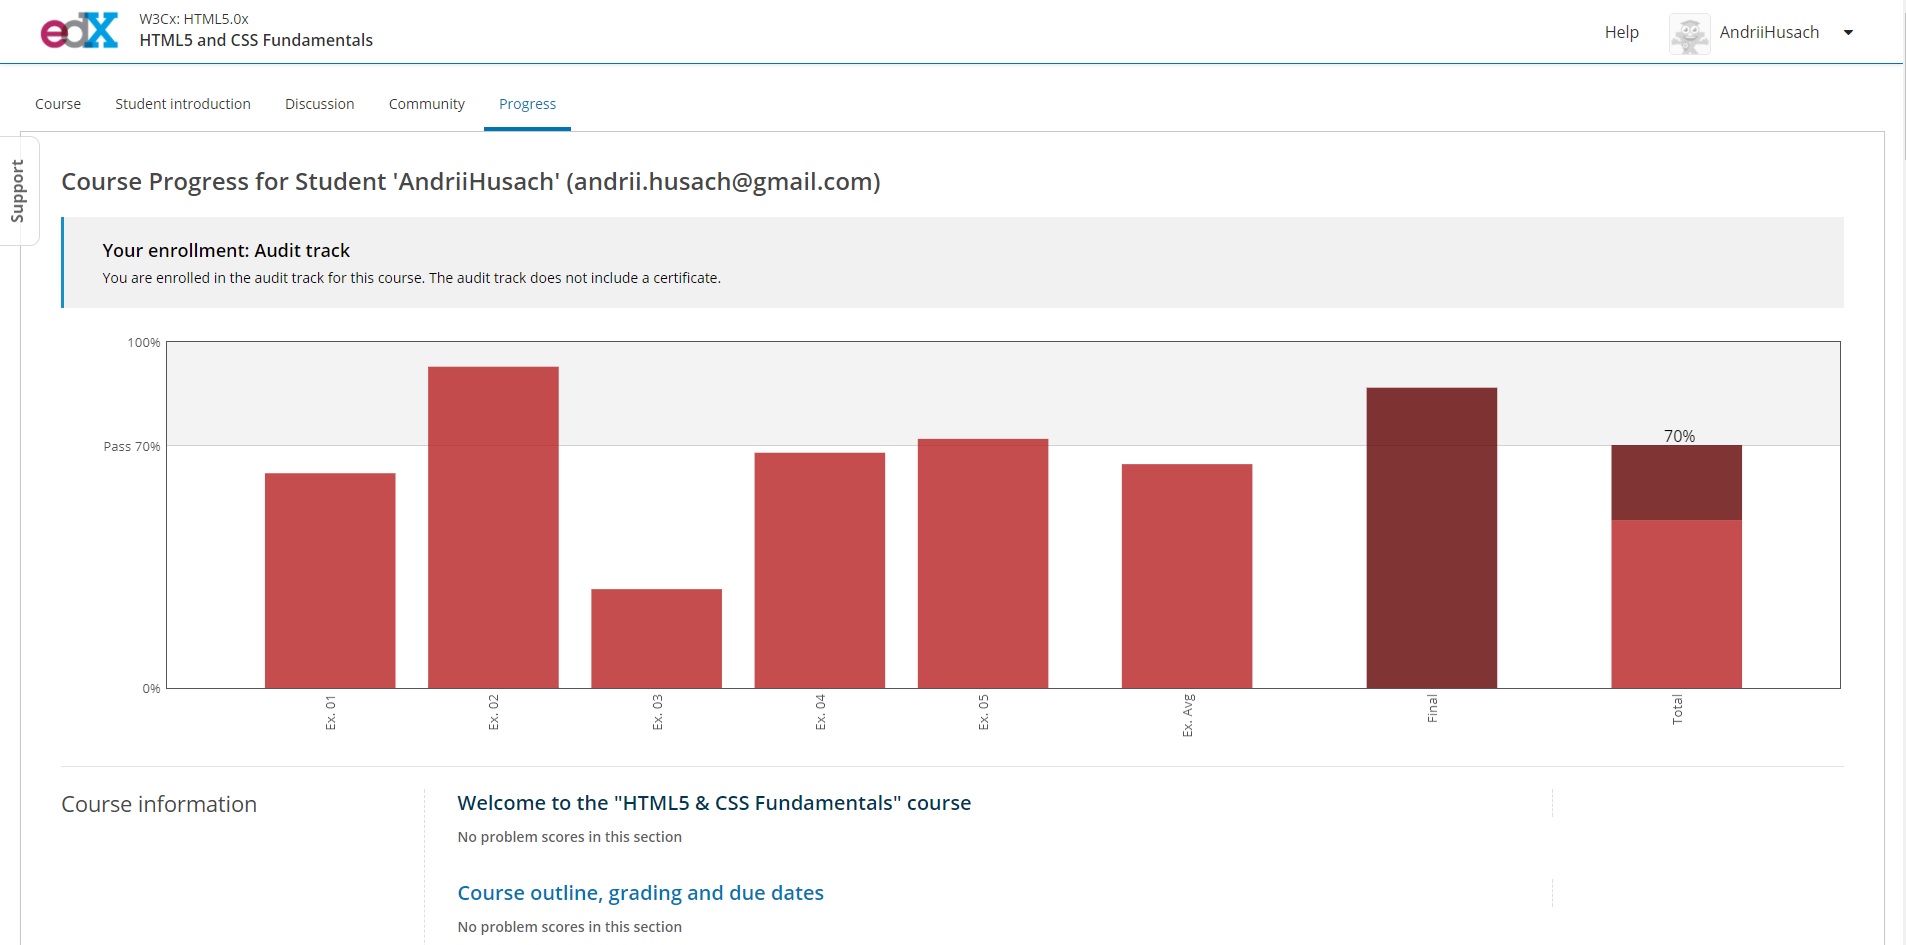 edX
W3Cx: HTML5.0x
HTML5 and CSS Fundamentals
Help
AndriiHusach
Course
Student introduction
Discussion
Community
Progress
Support
Course Progress for Student 'AndriiHusach' (andrii.husach@gmail.com)
Your enrollment: Audit track
You are enrolled in the audit track for this course. The audit track does not include a certificate.
100%
Pass 70%
0%
70%
Ex. 01
Ex. 02
Ex. 03
Ex. 04
Ex. 05
Ex. Avg
Final
Total
Course information
Welcome to the "HTML5 & CSS Fundamentals" course
No problem scores in this section
Course outline, grading and due dates
No problem scores in this section